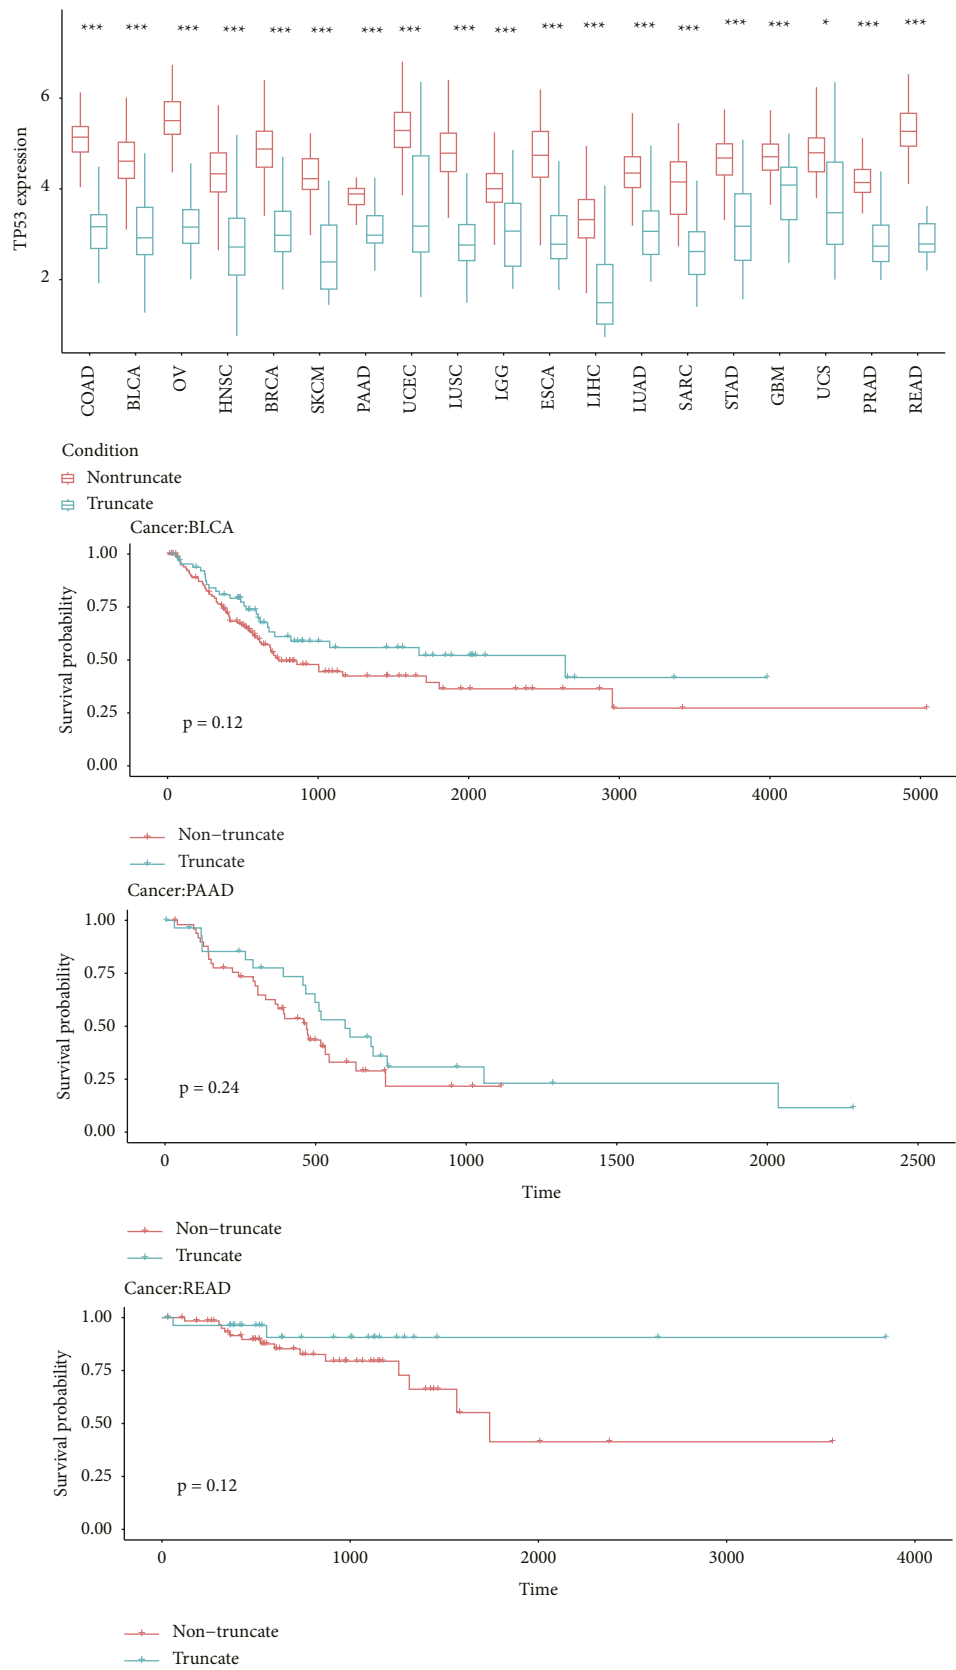 *** *** *** *** *** *** *** *** *** *** *** *** *** *** *** *** * *** ***
6
4
2
TP53 expression
COAD BLCA OV HNSC BRCA SKCM PAAD UCEC LUSC LGG ESCA LIHC LUAD SARC STAD GBM UCS PRAD READ
Condition
Nontruncate
Truncate
Cancer:BLCA
1.00
0.75
0.50
0.25
0.00
Survival probability
p = 0.12
0 1000 2000 3000 4000 5000
Non−truncate
Truncate
Cancer:PAAD
1.00
0.75
0.50
0.25
0.00
Survival probability
p = 0.24
0 500 1000 1500 2000 2500
Time
Non−truncate
Truncate
Cancer:READ
1.00
0.75
0.50
0.25
0.00
Survival probability
p = 0.12
0 1000 2000 3000 4000
Time
Non−truncate
Truncate